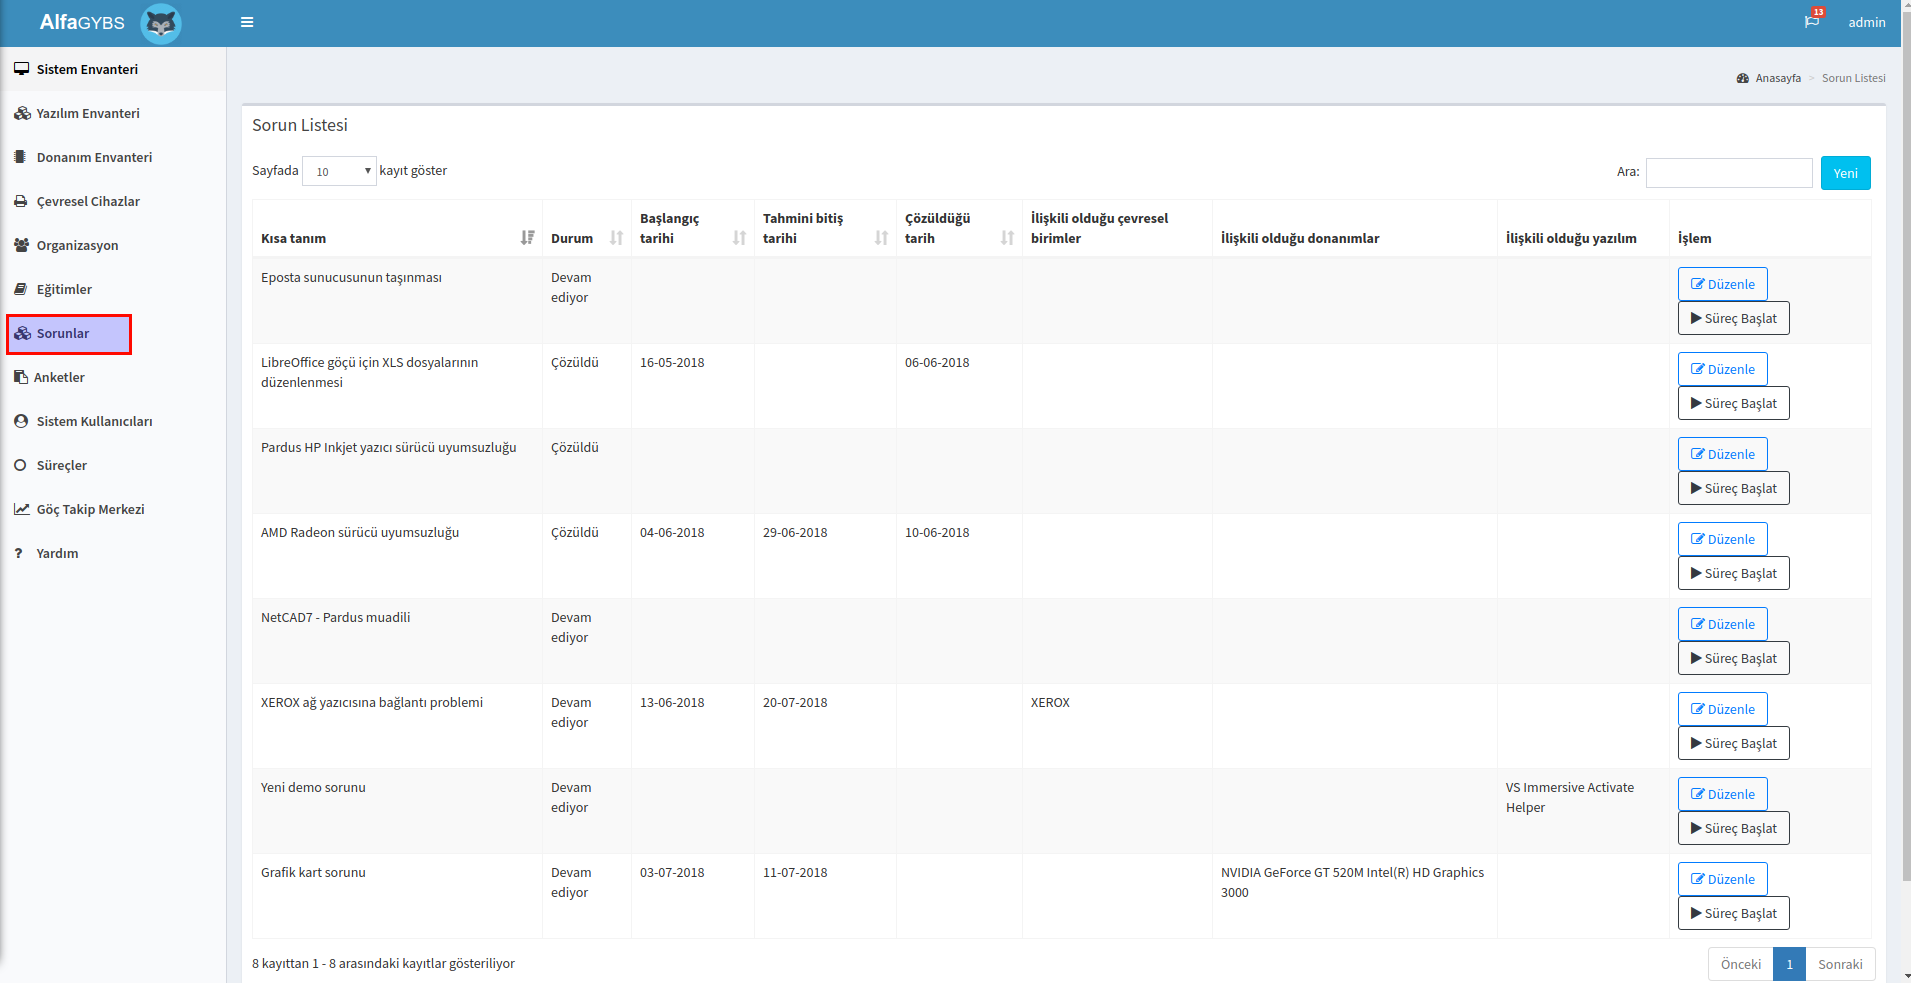 AlfaGYBS
13
admin
Sistem Envanteri
Yazılım Envanteri
Donanım Envanteri
Çevresel Cihazlar
Organizasyon
Eğitimler
Sorunlar
Anketler
Sistem Kullanıcıları
Süreçler
Göç Takip Merkezi
? Yardım
Anasayfa > Sorun Listesi
Sorun Listesi
Sayfada 10 kayıt göster
Ara: Yeni
Kısa tanım
Durum
Başlangıç
tarihi
Tahmini bitiş
tarihi
Çözüldüğü
tarih
İlişkili olduğu çevresel
birimler
İlişkili olduğu donanımlar
İlişkili olduğu yazılım
İşlem
Eposta sunucusunun taşınması
Devam
ediyor
Düzenle
Süreç Başlat
LibreOffice göçü için XLS dosyalarının
düzenlenmesi
Çözüldü
16-05-2018
06-06-2018
Düzenle
Süreç Başlat
Pardus HP Inkjet yazıcı sürücü uyumsuzluğu
Çözüldü
Düzenle
Süreç Başlat
AMD Radeon sürücü uyumsuzluğu
Çözüldü
04-06-2018
29-06-2018
10-06-2018
Düzenle
Süreç Başlat
NetCAD7 - Pardus muadili
Devam
ediyor
Düzenle
Süreç Başlat
XEROX ağ yazıcısına bağlantı problemi
Devam
ediyor
13-06-2018
20-07-2018
XEROX
Düzenle
Süreç Başlat
Yeni demo sorunu
Devam
ediyor
VS Immersive Activate
Helper
Düzenle
Süreç Başlat
Grafik kart sorunu
Devam
ediyor
03-07-2018
11-07-2018
NVIDIA GeForce GT 520M Intel(R) HD Graphics
3000
Düzenle
Süreç Başlat
8 kayıttan 1 - 8 arasındaki kayıtlar gösteriliyor
Önceki 1 Sonraki